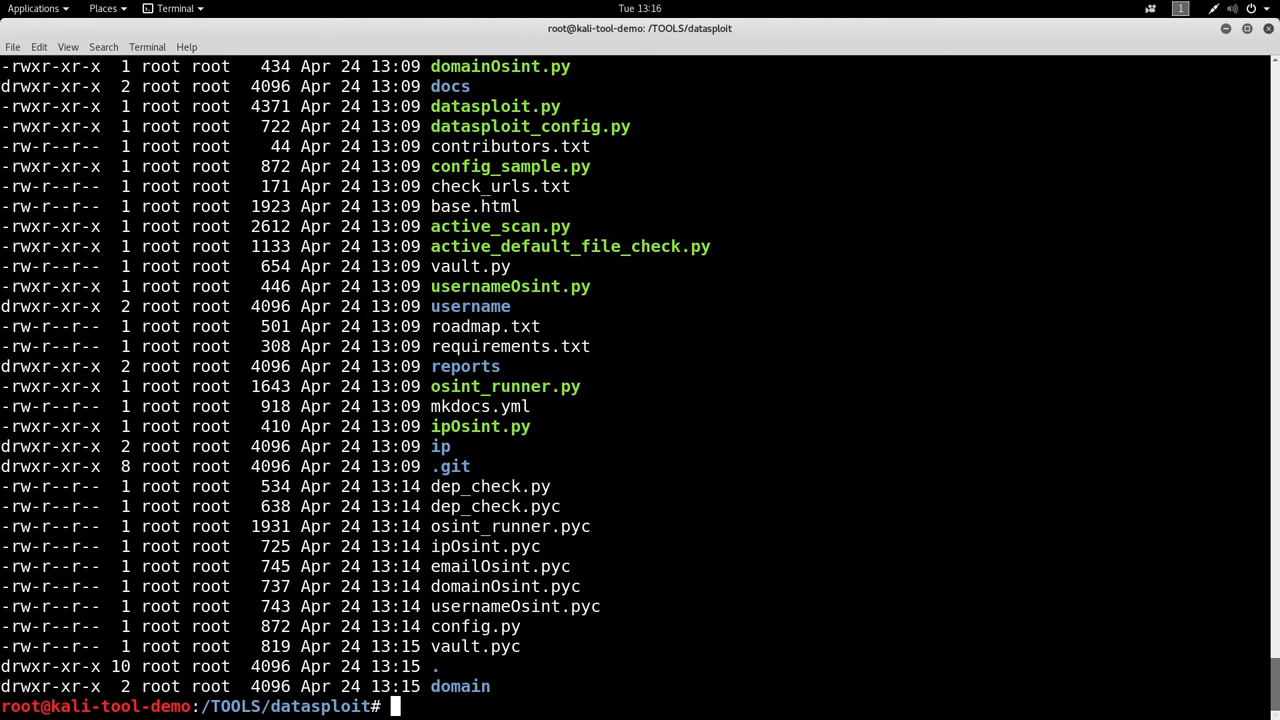 Applications Places Terminal Tue 13:16 1
root@kali-tool-demo: /TOOLS/datasploit
File Edit View Search Terminal Help
-rwxr-xr-x 1 root root 434 Apr 24 13:09 domainOsint.py
drwxr-xr-x 2 root root 4096 Apr 24 13:09 docs
-rwxr-xr-x 1 root root 4371 Apr 24 13:09 datasploit.py
-rwxr-xr-x 1 root root 722 Apr 24 13:09 datasploit_config.py
-rw-r--r-- 1 root root 44 Apr 24 13:09 contributors.txt
-rwxr-xr-x 1 root root 872 Apr 24 13:09 config_sample.py
-rw-r--r-- 1 root root 171 Apr 24 13:09 check_urls.txt
-rw-r--r-- 1 root root 1923 Apr 24 13:09 base.html
-rwxr-xr-x 1 root root 2612 Apr 24 13:09 active_scan.py
-rwxr-xr-x 1 root root 1133 Apr 24 13:09 active_default_file_check.py
-rw-r--r-- 1 root root 654 Apr 24 13:09 vault.py
-rwxr-xr-x 1 root root 446 Apr 24 13:09 usernameOsint.py
drwxr-xr-x 2 root root 4096 Apr 24 13:09 username
-rw-r--r-- 1 root root 501 Apr 24 13:09 roadmap.txt
-rw-r--r-- 1 root root 308 Apr 24 13:09 requirements.txt
drwxr-xr-x 2 root root 4096 Apr 24 13:09 reports
-rwxr-xr-x 1 root root 1643 Apr 24 13:09 osint_runner.py
-rw-r--r-- 1 root root 918 Apr 24 13:09 mkdocs.yml
-rwxr-xr-x 1 root root 410 Apr 24 13:09 ipOsint.py
drwxr-xr-x 2 root root 4096 Apr 24 13:09 ip
drwxr-xr-x 8 root root 4096 Apr 24 13:09 .git
-rw-r--r-- 1 root root 534 Apr 24 13:14 dep_check.py
-rw-r--r-- 1 root root 638 Apr 24 13:14 dep_check.pyc
-rw-r--r-- 1 root root 1931 Apr 24 13:14 osint_runner.pyc
-rw-r--r-- 1 root root 725 Apr 24 13:14 ipOsint.pyc
-rw-r--r-- 1 root root 745 Apr 24 13:14 emailOsint.pyc
-rw-r--r-- 1 root root 737 Apr 24 13:14 domainOsint.pyc
-rw-r--r-- 1 root root 743 Apr 24 13:14 usernameOsint.pyc
-rw-r--r-- 1 root root 872 Apr 24 13:14 config.py
-rw-r--r-- 1 root root 819 Apr 24 13:15 vault.pyc
drwxr-xr-x 10 root root 4096 Apr 24 13:15 .
drwxr-xr-x 2 root root 4096 Apr 24 13:15 domain
root@kali-tool-demo:/TOOLS/datasploit#